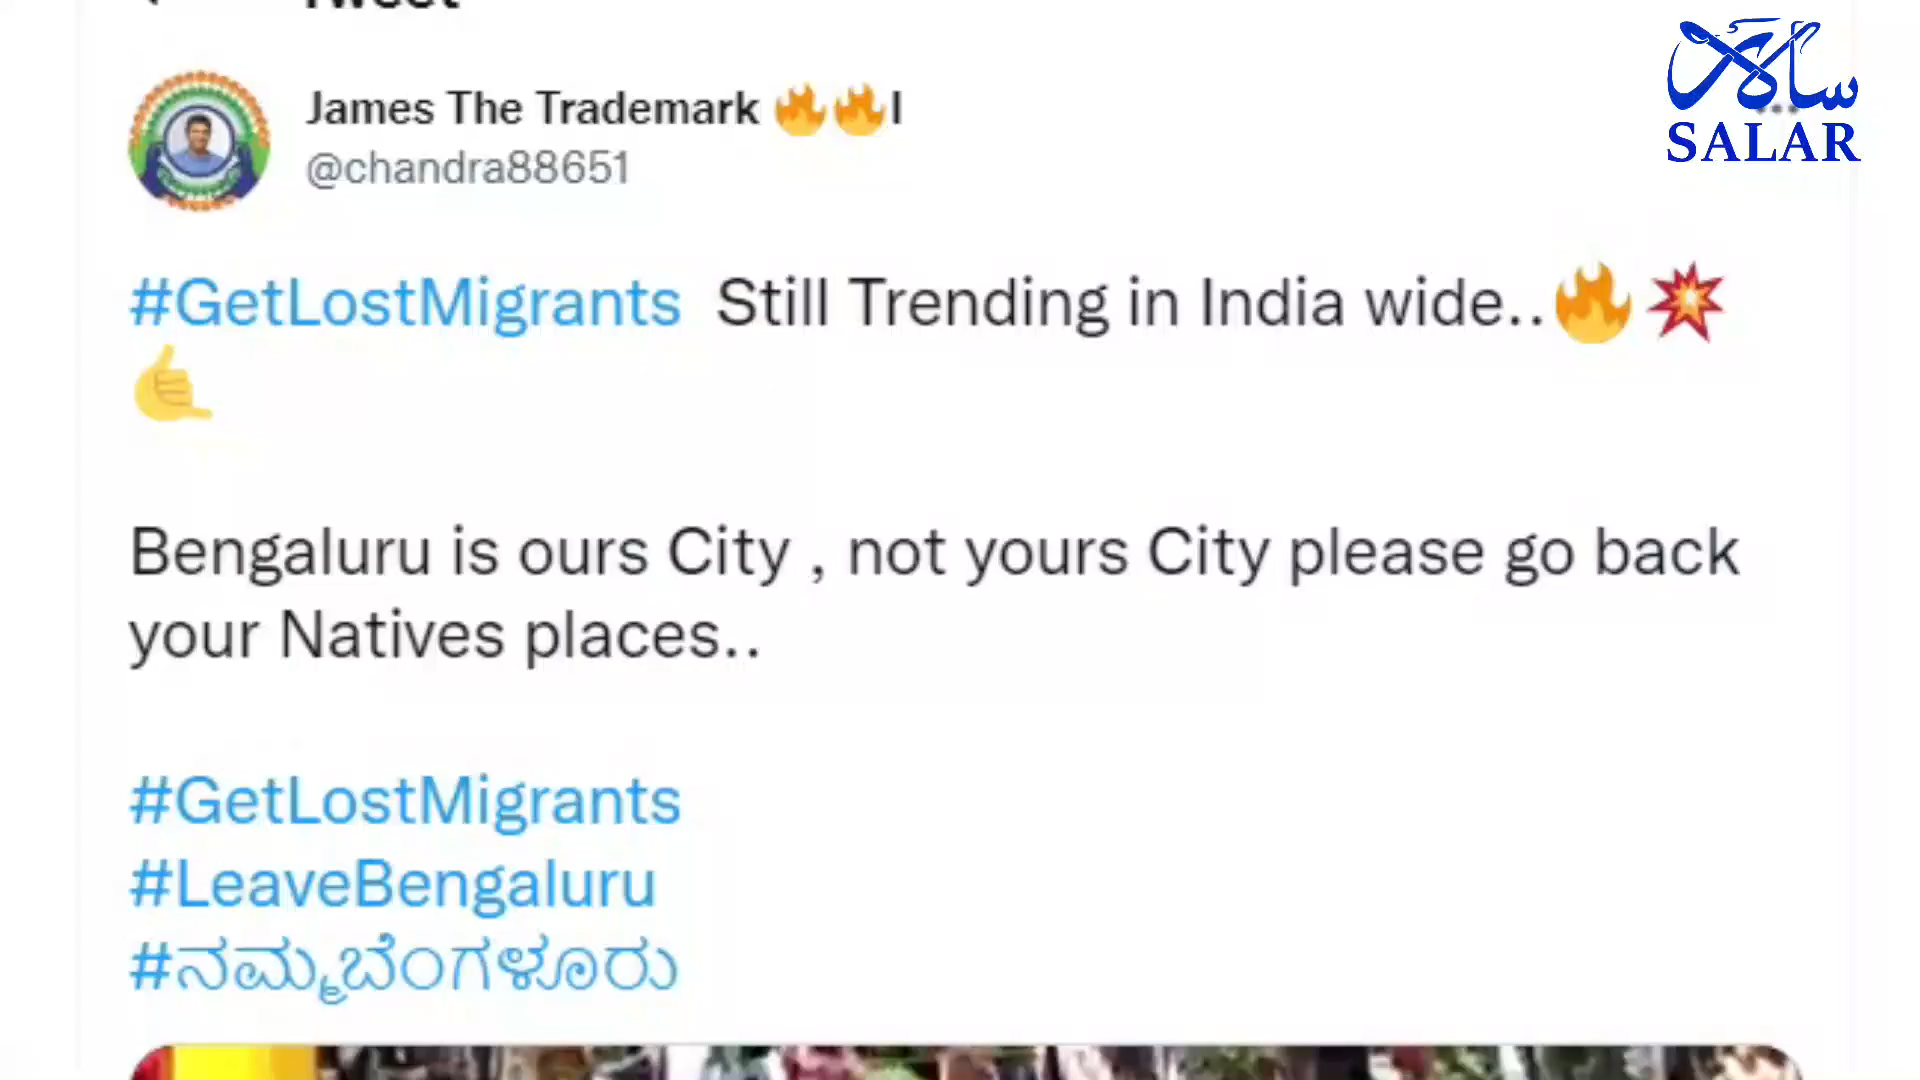 Tweet
James The Trademark 🔥🔥I
@chandra88651
سالار
SALAR
#GetLostMigrants Still Trending in India wide..🔥💥
🤙
Bengaluru is ours City , not yours City please go back
your Natives places..
#GetLostMigrants
#LeaveBengaluru
#ನಮ್ಮಬೆಂಗಳೂರು